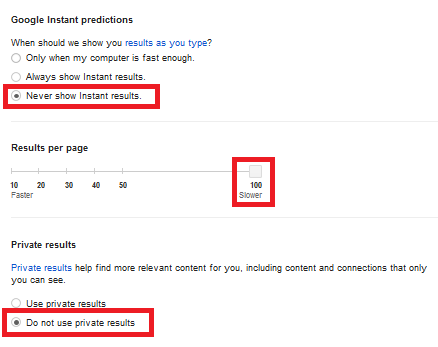 Google Instant predictions
When should we show you results as you type?
Only when my computer is fast enough.
Always show Instant results.
Never show Instant results.
Results per page
10 20 30 40 50 100
Faster Slower
Private results
Private results help find more relevant content for you, including content and connections that only
you can see.
Use private results
Do not use private results